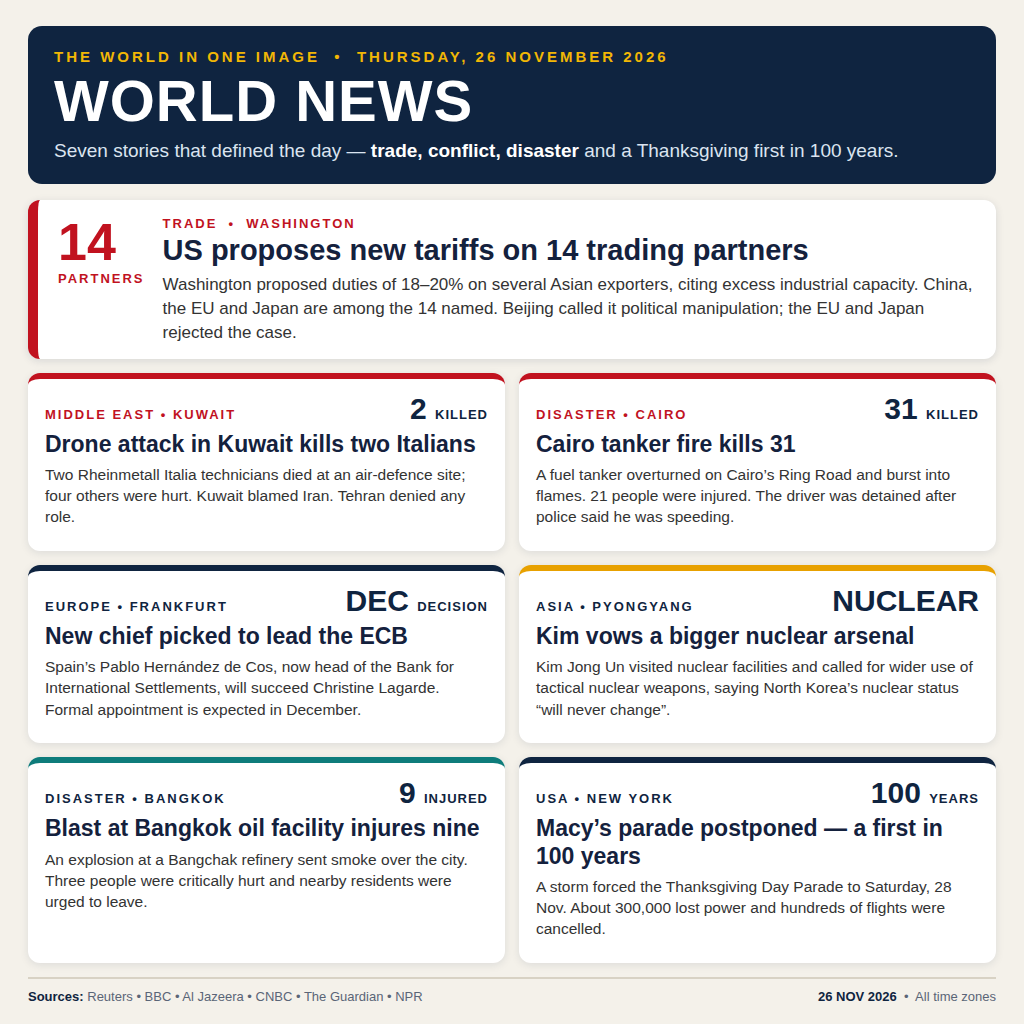 THE WORLD IN ONE IMAGE • THURSDAY, 26 NOVEMBER 2026
WORLD NEWS
Seven stories that defined the day — trade, conflict, disaster and a Thanksgiving first in 100 years.
14
PARTNERS
TRADE • WASHINGTON
US proposes new tariffs on 14 trading partners
Washington proposed duties of 18–20% on several Asian exporters, citing excess industrial capacity. China,
the EU and Japan are among the 14 named. Beijing called it political manipulation; the EU and Japan
rejected the case.
MIDDLE EAST • KUWAIT
2 KILLED
Drone attack in Kuwait kills two Italians
Two Rheinmetall Italia technicians died at an air-defence site;
four others were hurt. Kuwait blamed Iran. Tehran denied any
role.
DISASTER • CAIRO
31 KILLED
Cairo tanker fire kills 31
A fuel tanker overturned on Cairo’s Ring Road and burst into
flames. 21 people were injured. The driver was detained after
police said he was speeding.
EUROPE • FRANKFURT
DEC DECISION
New chief picked to lead the ECB
Spain’s Pablo Hernández de Cos, now head of the Bank for
International Settlements, will succeed Christine Lagarde.
Formal appointment is expected in December.
ASIA • PYONGYANG
NUCLEAR
Kim vows a bigger nuclear arsenal
Kim Jong Un visited nuclear facilities and called for wider use of
tactical nuclear weapons, saying North Korea’s nuclear status
“will never change”.
DISASTER • BANGKOK
9 INJURED
Blast at Bangkok oil facility injures nine
An explosion at a Bangchak refinery sent smoke over the city.
Three people were critically hurt and nearby residents were
urged to leave.
USA • NEW YORK
100 YEARS
Macy’s parade postponed — a first in
100 years
A storm forced the Thanksgiving Day Parade to Saturday, 28
Nov. About 300,000 lost power and hundreds of flights were
cancelled.
Sources: Reuters • BBC • Al Jazeera • CNBC • The Guardian • NPR
26 NOV 2026 • All time zones